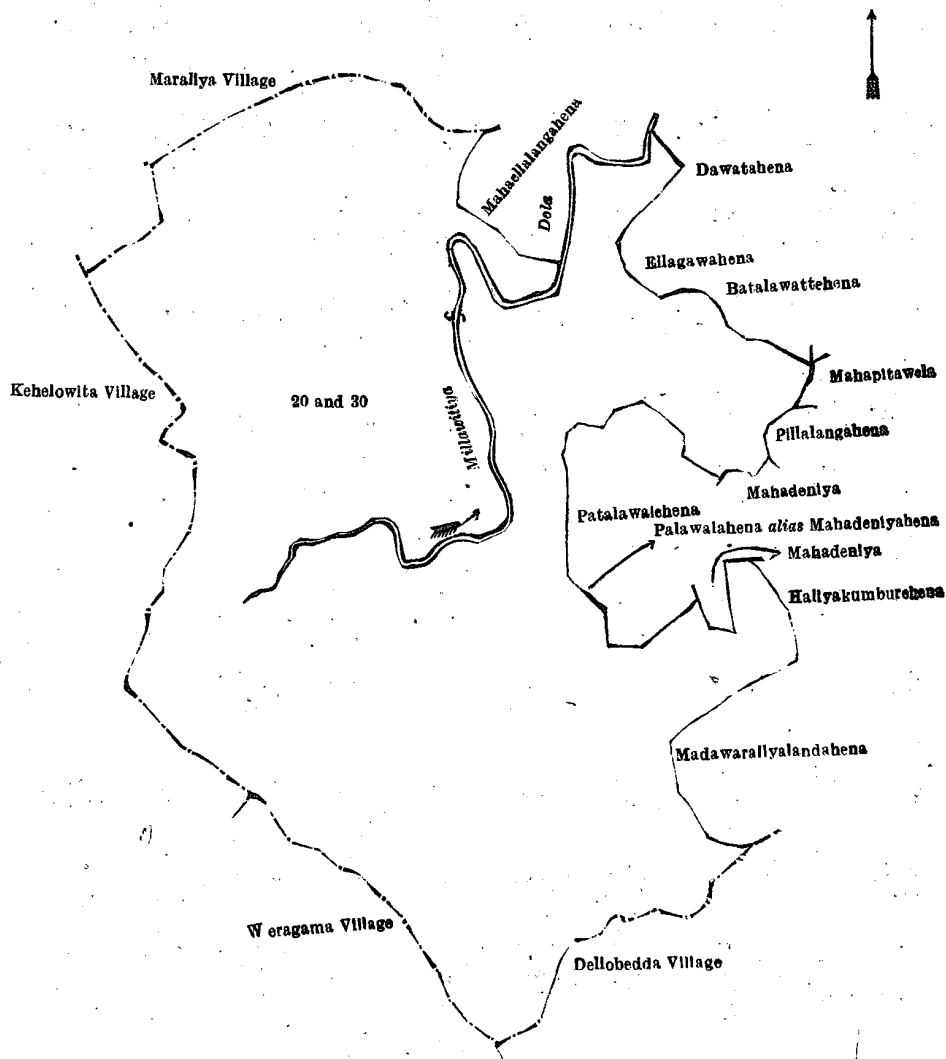 Maraliya Village
Mahaellalangahena
Dola
Dawatahena
Ellagawahena
Batalawattehena
Kehelowita Village
20 and 30
Millawitiya
Mahapitawela
Pillalangahena
Mahadeniya
Patalawalehena
Palawalahena alias Mahadeniyahena
Mahadeniya
Haliyakumburehena
Madawaraliyalandahena
Weragama Village
Dellobedda Village